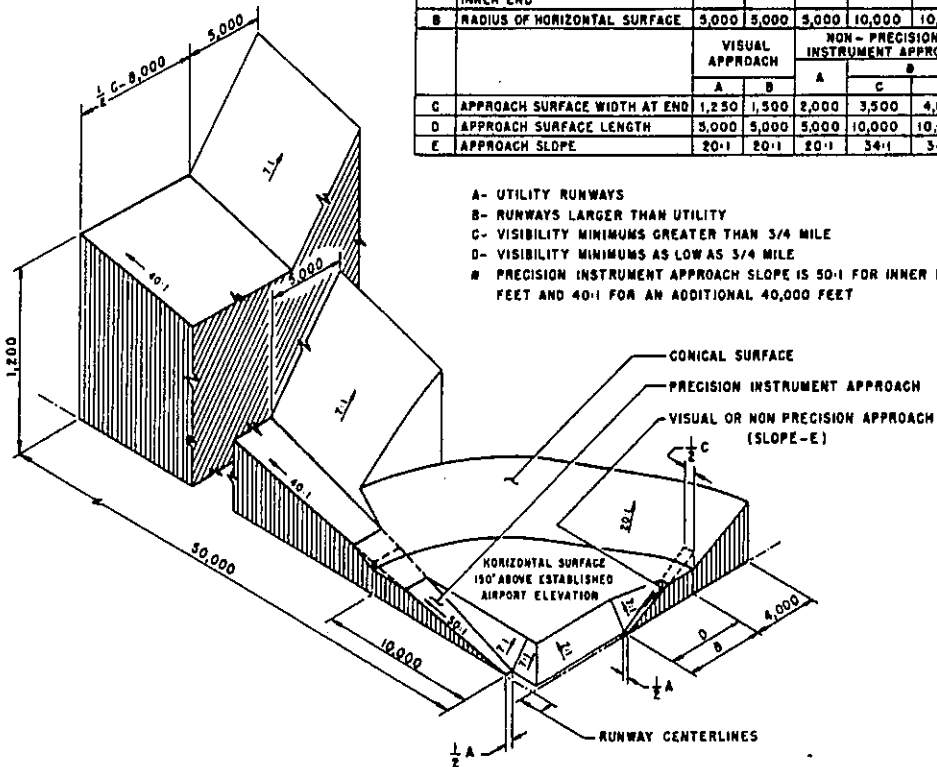 INNER END
B RADIUS OF HORIZONTAL SURFACE 5,000 5,000 5,000 10,000 10,
VISUAL APPROACH
NON-PRECISION INSTRUMENT APPR
A B A B
C
C APPROACH SURFACE WIDTH AT END 1,250 1,500 2,000 3,500 4,
D APPROACH SURFACE LENGTH 5,000 5,000 5,000 10,000 10,
E APPROACH SLOPE 20:1 20:1 20:1 34:1 3
A- UTILITY RUNWAYS
B- RUNWAYS LARGER THAN UTILITY
C- VISIBILITY MINIMUMS GREATER THAN 3/4 MILE
D- VISIBILITY MINIMUMS AS LOW AS 3/4 MILE
* PRECISION INSTRUMENT APPROACH SLOPE IS 50:1 FOR INNER
FEET AND 40:1 FOR AN ADDITIONAL 40,000 FEET
5,000
1/2 C-8,000
7:1
40:1
5,000
1,200
7:1
40:1
CONICAL SURFACE
PRECISION INSTRUMENT APPROACH
VISUAL OR NON PRECISION APPROACH
(SLOPE-E)
1/2 C
20:1
HORIZONTAL SURFACE
150' ABOVE ESTABLISHED
AIRPORT ELEVATION
50,000
50:1
7:1
7:1
7:1
7:1
10,000
4,000
D
B
1/2 A
RUNWAY CENTERLINES
1/2 A